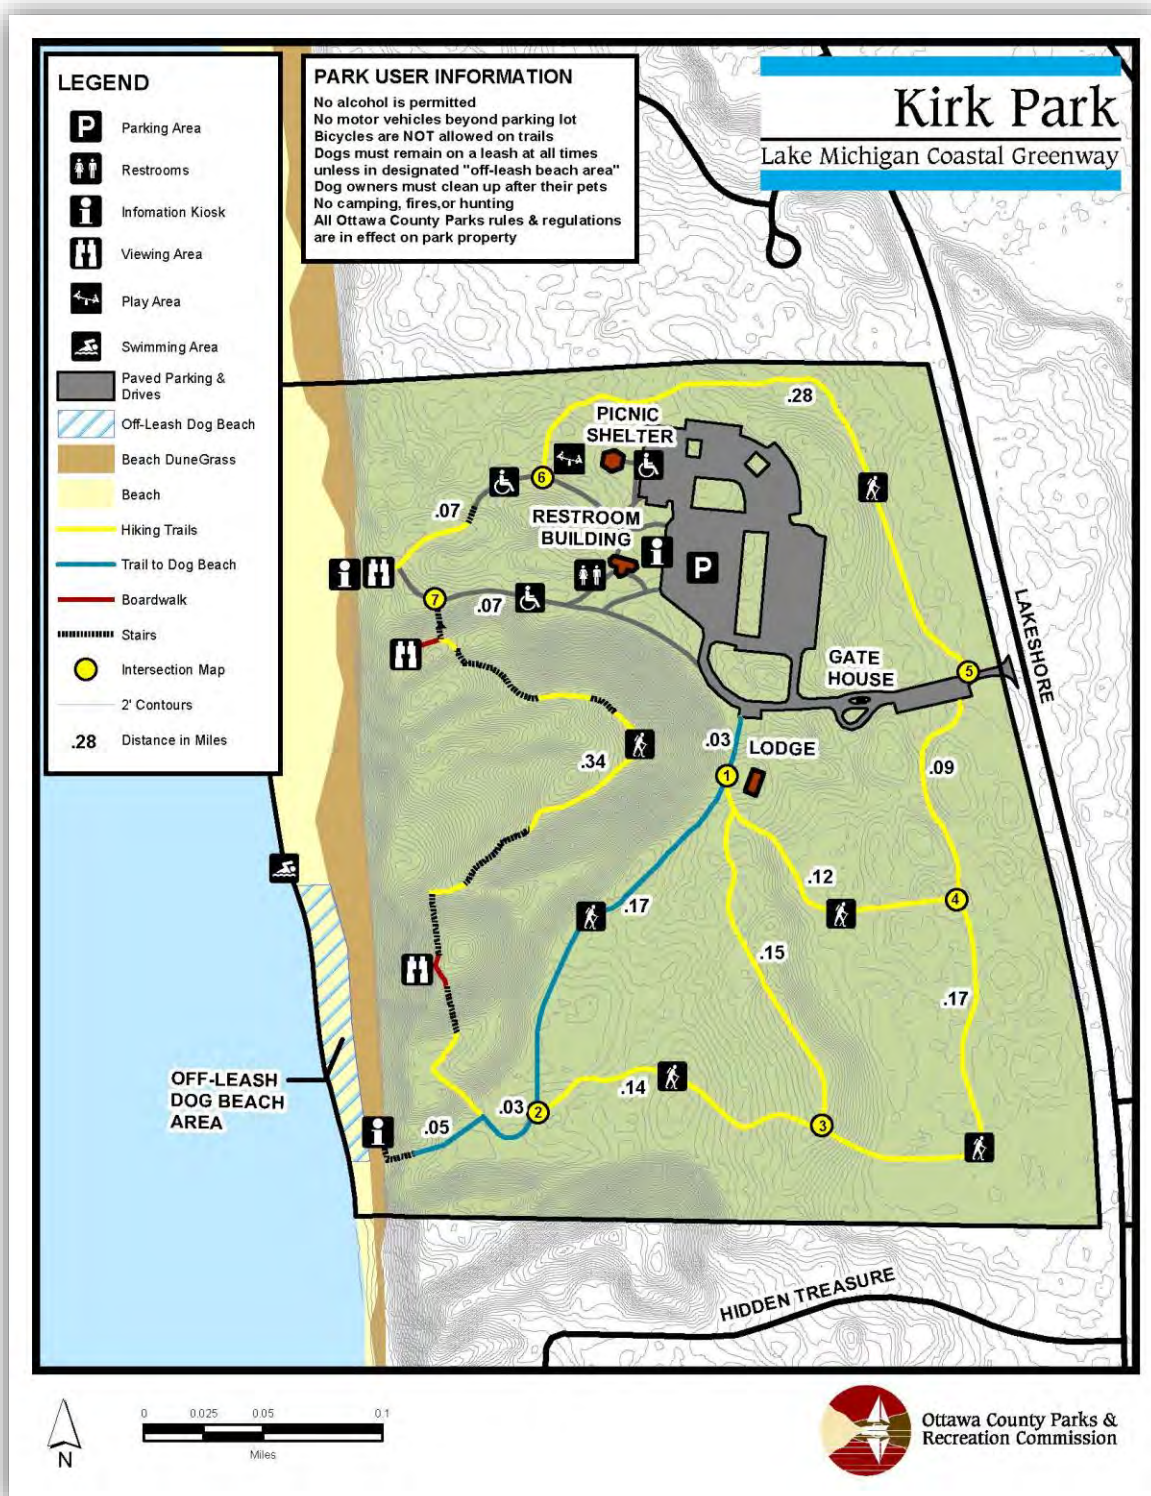 LEGEND
Parking Area
Restrooms
Infomation Kiosk
Viewing Area
Play Area
Swimming Area
Paved Parking &
Drives
Off-Leash Dog Beach
Beach DuneGrass
Beach
Hiking Trails
Trail to Dog Beach
Boardwalk
Stairs
Intersection Map
2' Contours
.28 Distance in Miles
PARK USER INFORMATION
No alcohol is permitted
No motor vehicles beyond parking lot
Bicycles are NOT allowed on trails
Dogs must remain on a leash at all times
unless in designated "off-leash beach area"
Dog owners must clean up after their pets
No camping, fires,or hunting
All Ottawa County Parks rules & regulations
are in effect on park property
Kirk Park
Lake Michigan Coastal Greenway
.28
PICNIC
SHELTER
6
.07
RESTROOM
BUILDING
P
7
.07
LAKESHORE
GATE
HOUSE
5
.03
LODGE
1
.34
.09
.12
4
.17
.15
.17
OFF-LEASH
DOG BEACH
AREA
.14
.03
2
.05
3
HIDDEN TREASURE
N
0 0.025 0.05 0.1
Miles
Ottawa County Parks &
Recreation Commission